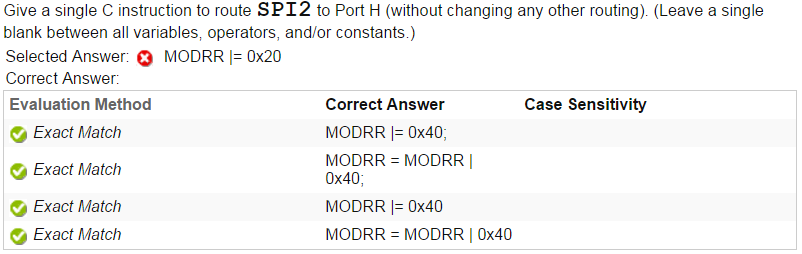 Give a single C instruction to route SPI2 to Port H (without changing any other routing). (Leave a single
blank between all variables, operators, and/or constants.)
Selected Answer: MODRR |= 0x20
Correct Answer:
Evaluation Method Correct Answer Case Sensitivity
Exact Match MODRR |= 0x40;
Exact Match MODRR = MODRR |
0x40;
Exact Match MODRR |= 0x40
Exact Match MODRR = MODRR | 0x40